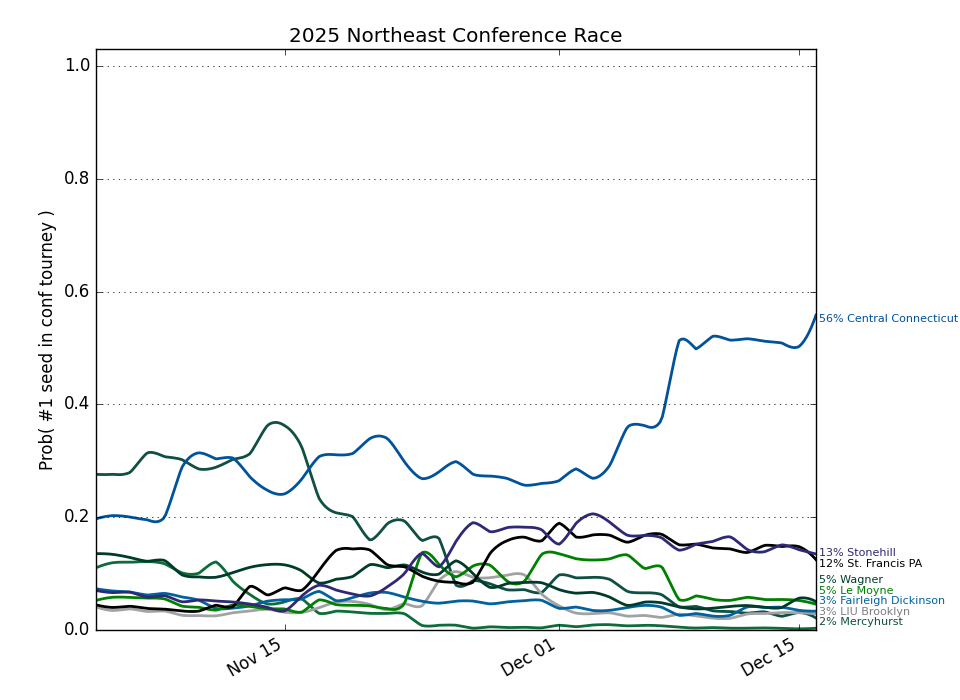 2025 Northeast Conference Race
Prob( #1 seed in conf tourney )
1.0
0.8
0.6
0.4
0.2
0.0
Nov 15
Dec 01
Dec 15
56% Central Connecticut
13% Stonehill
12% St. Francis PA
5% Wagner
5% Le Moyne
3% Fairleigh Dickinson
3% LIU Brooklyn
2% Mercyhurst